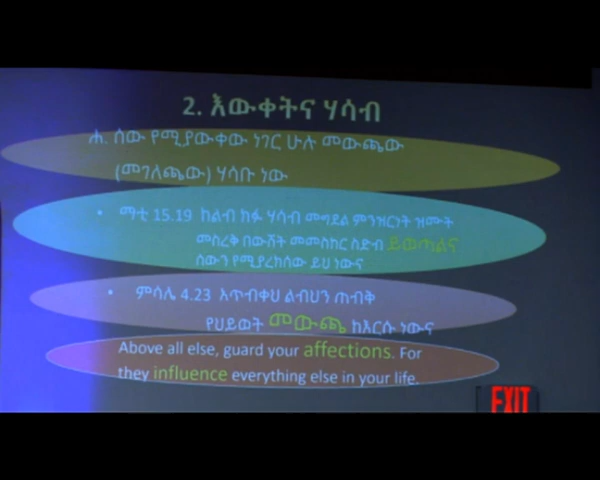 2. እውቀትና ሃሳብ
ሐ. ሰው የሚያውቀው ነገር ሁሉ መውጫው
(መገለጫው) ሃሳቡ ነው
• ማቲ 15.19 ከልብ ክፉ ሃሳብ መግደል ምንዝርነት ዝሙት
መስረቅ በውሸት መመስከር ስድብ ይወጣልና
ሰውን የሚያረክሰው ይህ ነውና
• ምሳሌ 4.23 አጥብቀህ ልብህን ጠብቅ
የህይወት መውጫ ከእርሱ ነውና
Above all else, guard your affections. For
they influence everything else in your life.
EXIT